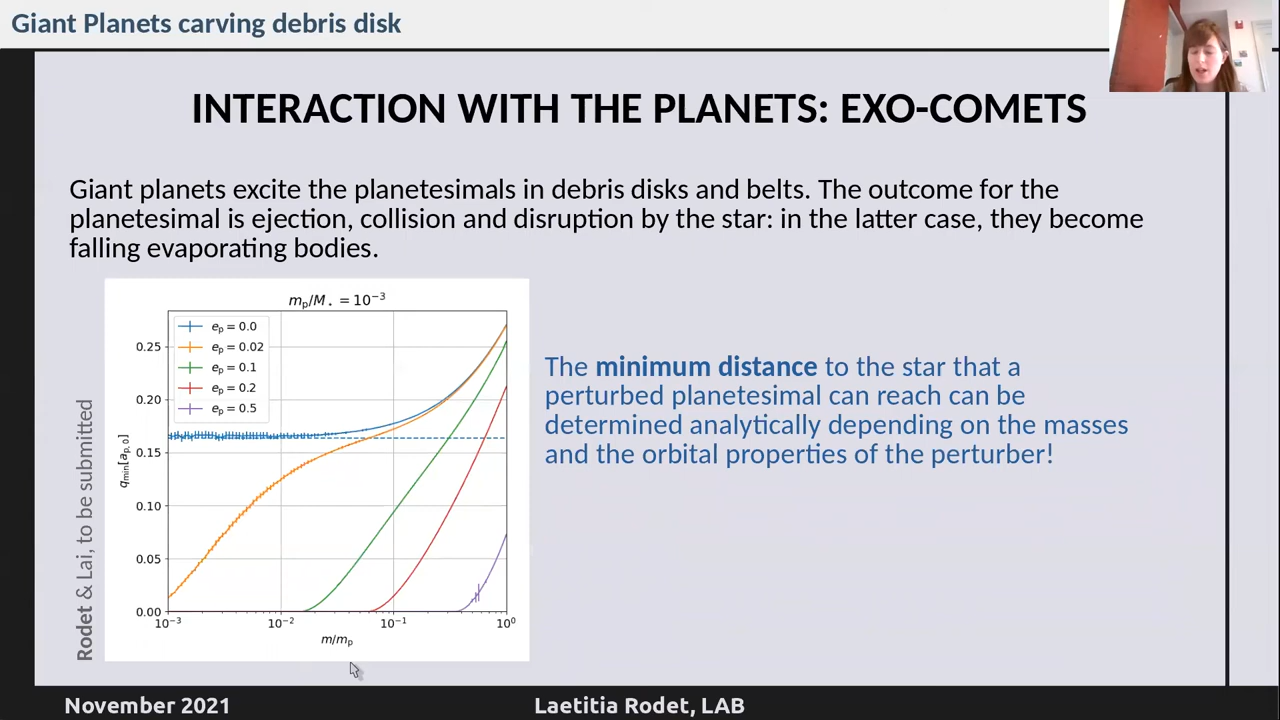 Giant Planets carving debris disk
INTERACTION WITH THE PLANETS: EXO-COMETS
Giant planets excite the planetesimals in debris disks and belts. The outcome for the
planetesimal is ejection, collision and disruption by the star: in the latter case, they become
falling evaporating bodies.
m_p/M_⋆ = 10^-3
e_p = 0.0
e_p = 0.02
e_p = 0.1
e_p = 0.2
e_p = 0.5
0.25
0.20
0.15
0.10
0.05
0.00
q_min[a_p,0]
10^-3
10^-2
10^-1
10^0
m/m_p
Rodet & Lai, to be submitted
The minimum distance to the star that a
perturbed planetesimal can reach can be
determined analytically depending on the masses
and the orbital properties of the perturber!
November 2021
Laetitia Rodet, LAB